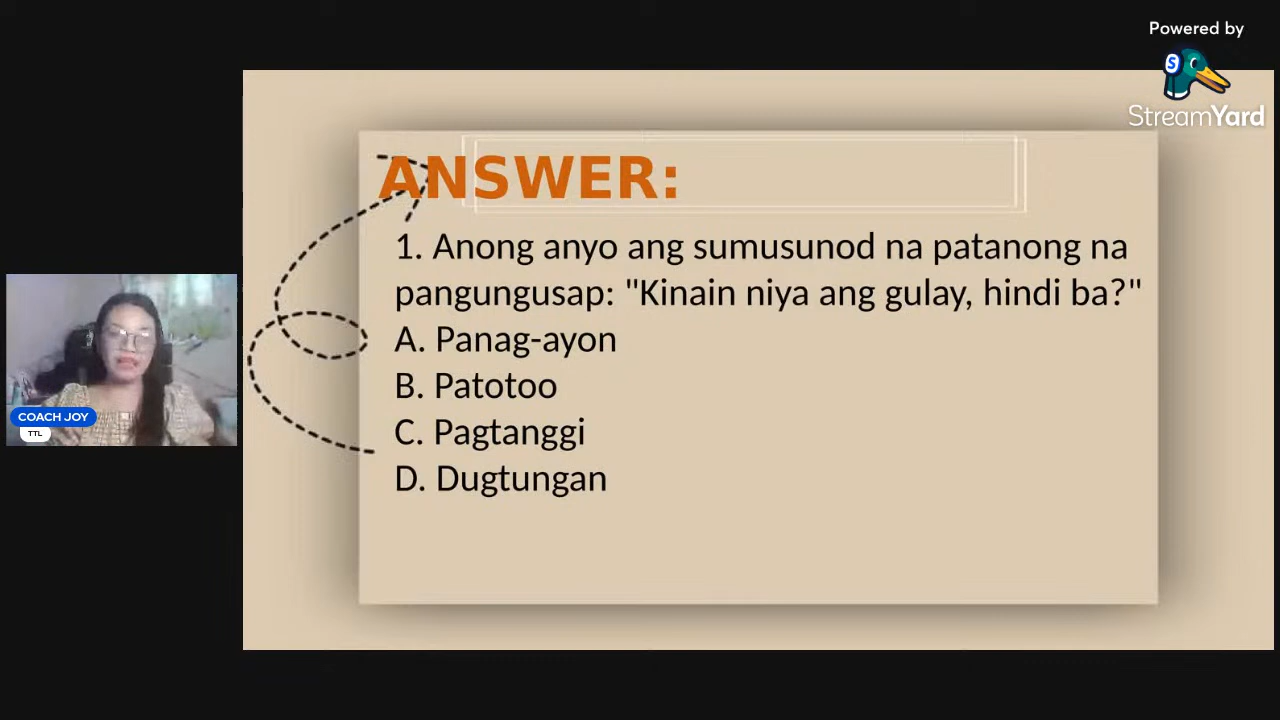 Powered by
StreamYard
ANSWER:
1. Anong anyo ang sumusunod na patanong na
pangungusap: "Kinain niya ang gulay, hindi ba?"
A. Panag-ayon
B. Patotoo
C. Pagtanggi
D. Dugtungan
COACH JOY
TTL